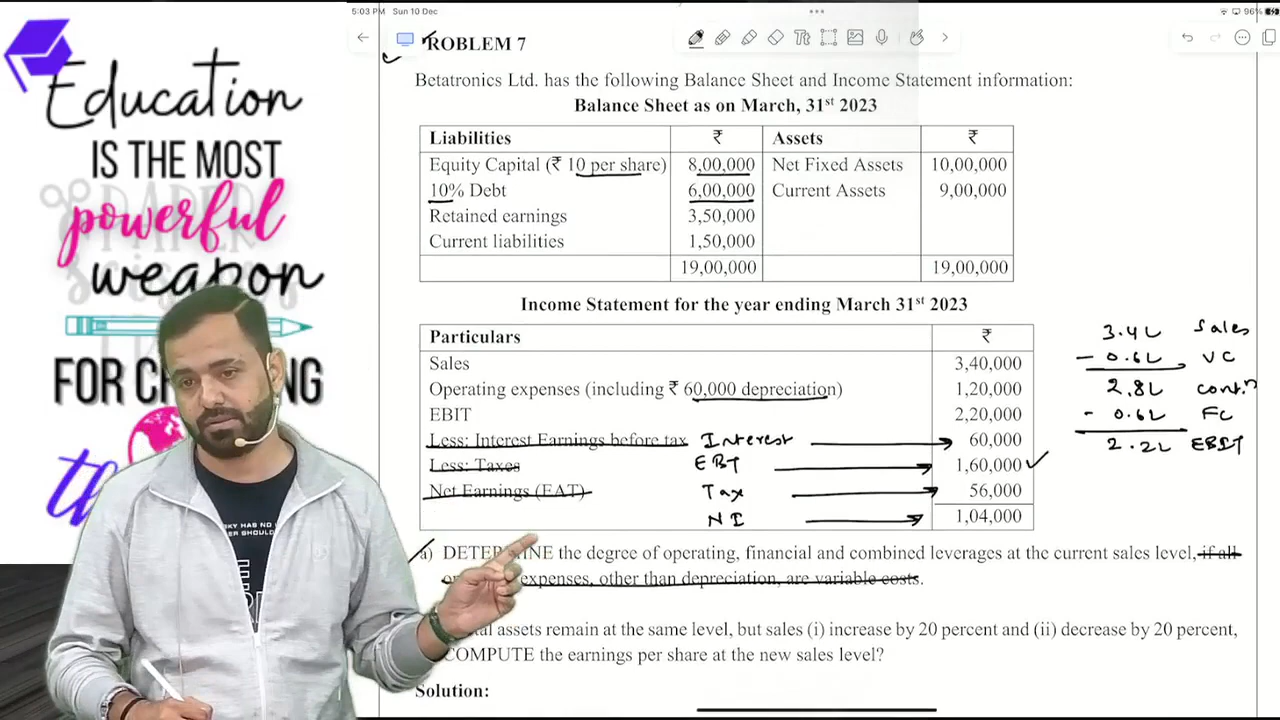 5:03 PM Sun 10 Dec
96%
Education
IS THE MOST
powerful
weapon
FOR
ROBLEM 7
Betatronics Ltd. has the following Balance Sheet and Income Statement information:
Balance Sheet as on March, 31st 2023
Liabilities ₹ Assets ₹
Equity Capital (₹ 10 per share) 8,00,000 Net Fixed Assets 10,00,000
10% Debt 6,00,000 Current Assets 9,00,000
Retained earnings 3,50,000
Current liabilities 1,50,000
19,00,000 19,00,000
Income Statement for the year ending March 31st 2023
Particulars ₹
Sales 3,40,000
Operating expenses (including ₹ 60,000 depreciation) 1,20,000
EBIT 2,20,000
Less: Interest Earnings before tax Interest 60,000
Less: Taxes EBT 1,60,000
Net Earnings (EAT) Tax 56,000
NI 1,04,000
3.4L Sales
- 0.6L VC
2.8L contn
- 0.6L FC
2.2L EBIT
a) DETERMINE the degree of operating, financial and combined leverages at the current sales level, if all
expenses, other than depreciation, are variable costs.
assets remain at the same level, but sales (i) increase by 20 percent and (ii) decrease by 20 percent,
COMPUTE the earnings per share at the new sales level?
Solution: